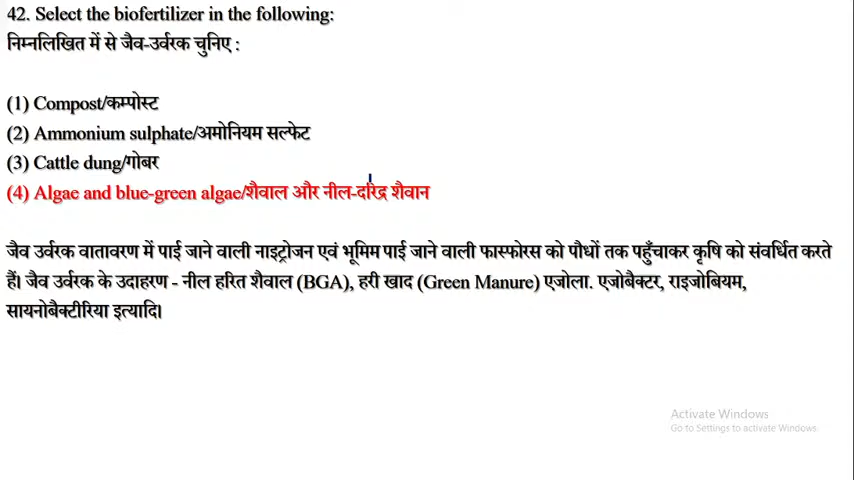 42. Select the biofertilizer in the following:
निम्नलिखित में से जैव-उर्वरक चुनिए :
(1) Compost/कम्पोस्ट
(2) Ammonium sulphate/अमोनियम सल्फेट
(3) Cattle dung/गोबर
(4) Algae and blue-green algae/शैवाल और नील-दरिद्र शैवान
जैव उर्वरक वातावरण में पाई जाने वाली नाइट्रोजन एवं भूमिम पाई जाने वाली फास्फोरस को पौधों तक पहुँचाकर कृषि को संवर्धित करते
हैं। जैव उर्वरक के उदाहरण - नील हरित शैवाल (BGA), हरी खाद (Green Manure) एजोला. एजोबैक्टर, राइजोबियम,
सायनोबैक्टीरिया इत्यादि।
Activate Windows
Go to Settings to activate Windows.